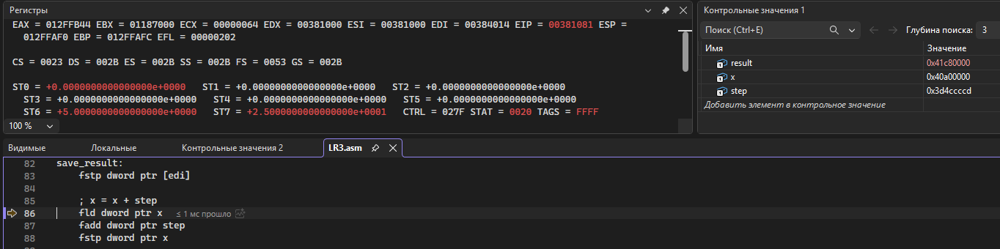 Регистры
EAX = 012FFB44 EBX = 01187000 ECX = 00000064 EDX = 00381000 ESI = 00381000 EDI = 00384014 EIP = 00381081 ESP =
012FFAF0 EBP = 012FFAFC EFL = 00000202
CS = 0023 DS = 002B ES = 002B SS = 002B FS = 0053 GS = 002B
ST0 = +0.0000000000000000e+0000 ST1 = +0.0000000000000000e+0000 ST2 = +0.0000000000000000e+0000
ST3 = +0.0000000000000000e+0000 ST4 = +0.0000000000000000e+0000 ST5 = +0.0000000000000000e+0000
ST6 = +5.0000000000000000e+0000 ST7 = +2.5000000000000000e+0001 CTRL = 027F STAT = 0020 TAGS = FFFF
100 %
Контрольные значения 1
Поиск (Ctrl+E) Глубина поиска: 3
Имя Значение
result 0x41c80000
x 0x40a00000
step 0x3d4ccccd
Добавить элемент в контрольное значение
Видимые Локальные Контрольные значения 2 LR3.asm
82 save_result:
83 fstp dword ptr [edi]
84
85 ; x = x + step
86 fld dword ptr x ≤ 1 мс прошло
87 fadd dword ptr step
88 fstp dword ptr x